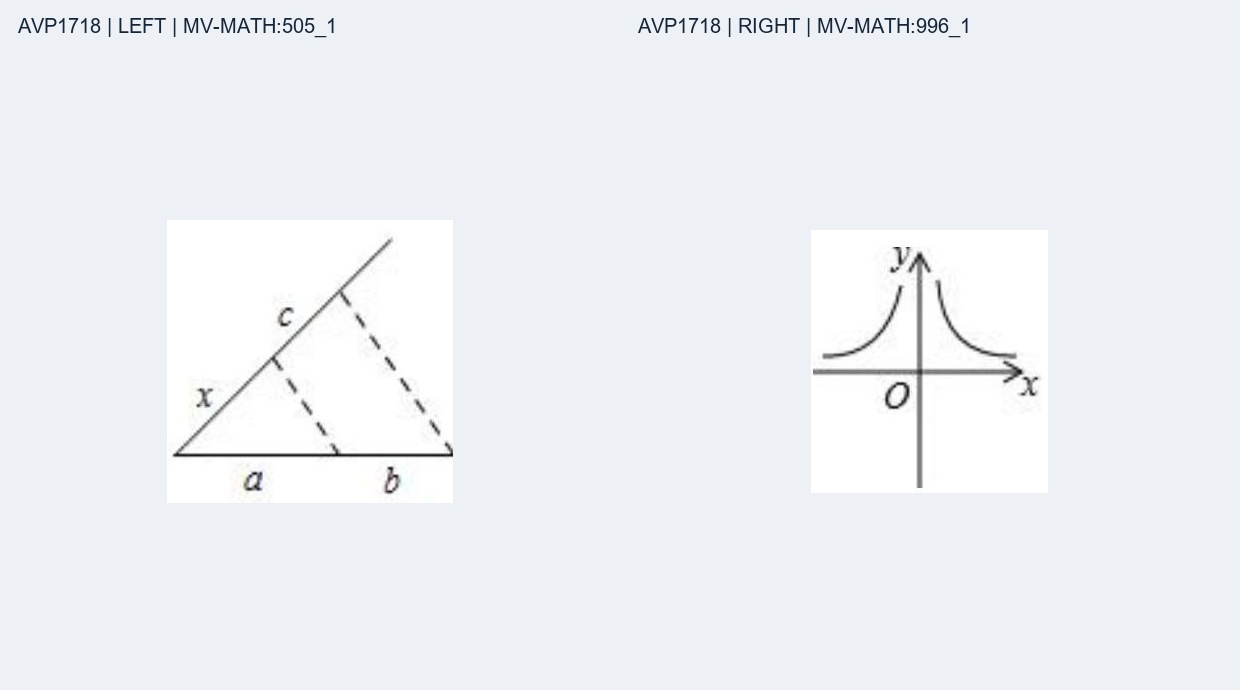 AVP1718 | LEFT | MV-MATH:505_1
AVP1718 | RIGHT | MV-MATH:996_1
c
x
a
b
y
O
x